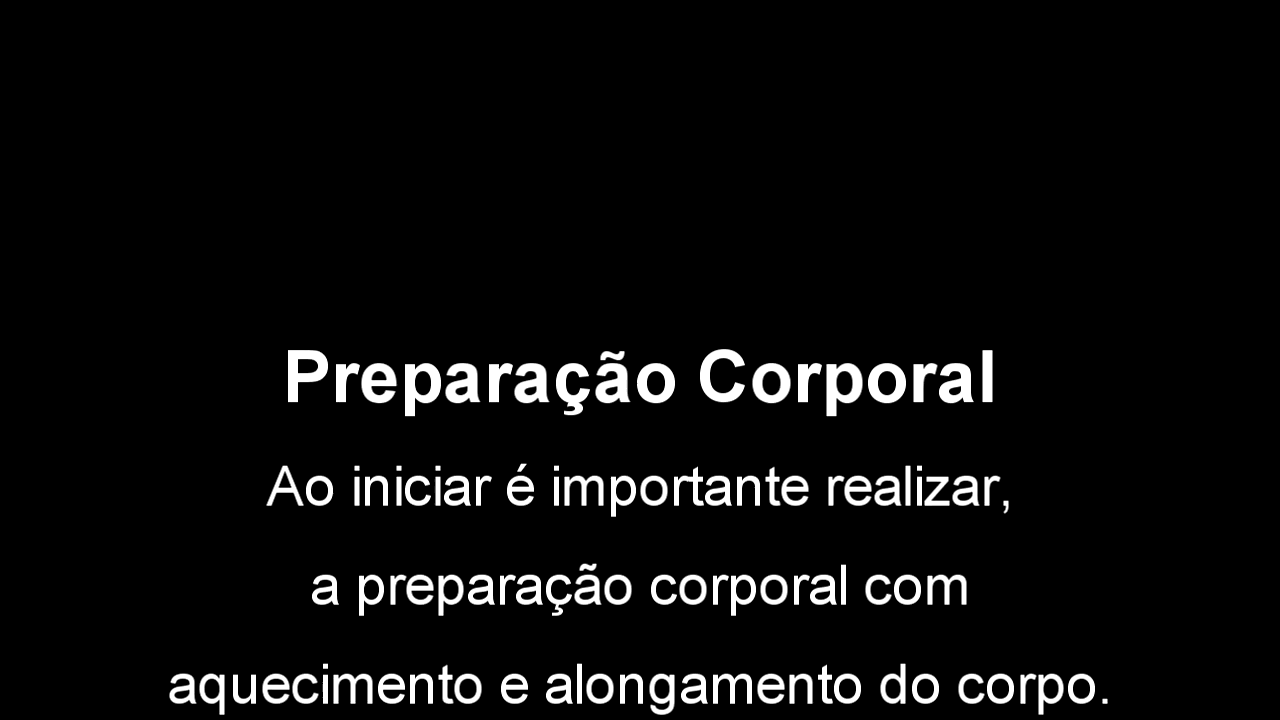 Preparação Corporal
Ao iniciar é importante realizar,
a preparação corporal com
aquecimento e alongamento do corpo.